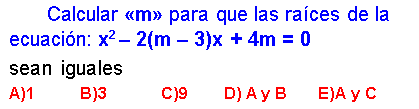 Calcular «m» para que las raíces de la
ecuación: x² – 2(m – 3)x + 4m = 0
sean iguales
A)1 B)3 C)9 D) A y B E)A y C